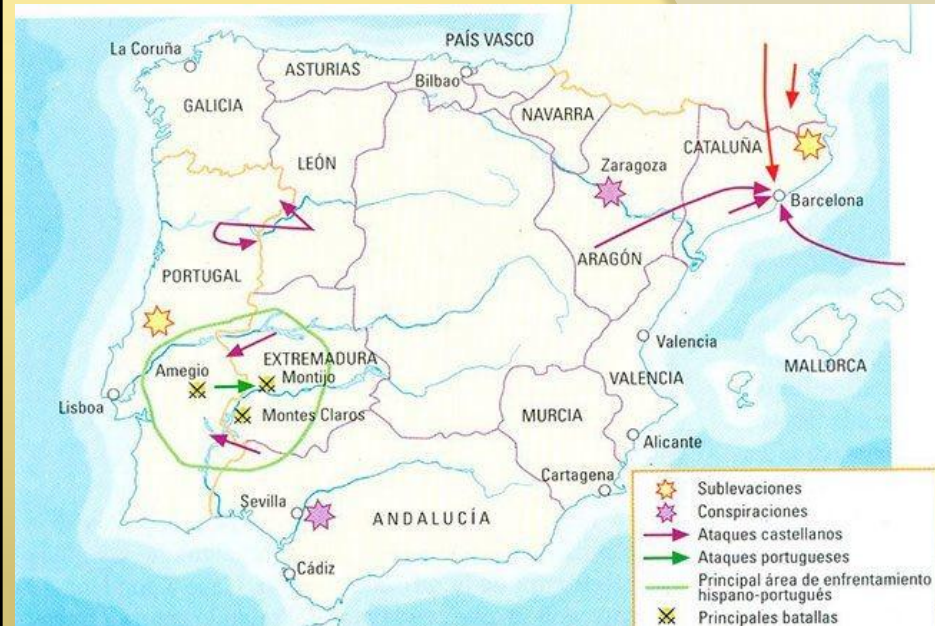 La Coruña
PAÍS VASCO
ASTURIAS
Bilbao
GALICIA
NAVARRA
LEÓN
Zaragoza
CATALUÑA
Barcelona
ARAGÓN
PORTUGAL
Valencia
EXTREMADURA
MALLORCA
Amegio
Montijo
VALENCIA
Lisboa
Montes Claros
MURCIA
Alicante
Cartagena
Sevilla
ANDALUCÍA
Cádiz
Sublevaciones
Conspiraciones
Ataques castellanos
Ataques portugueses
Principal área de enfrentamiento
hispano-portugués
Principales batallas